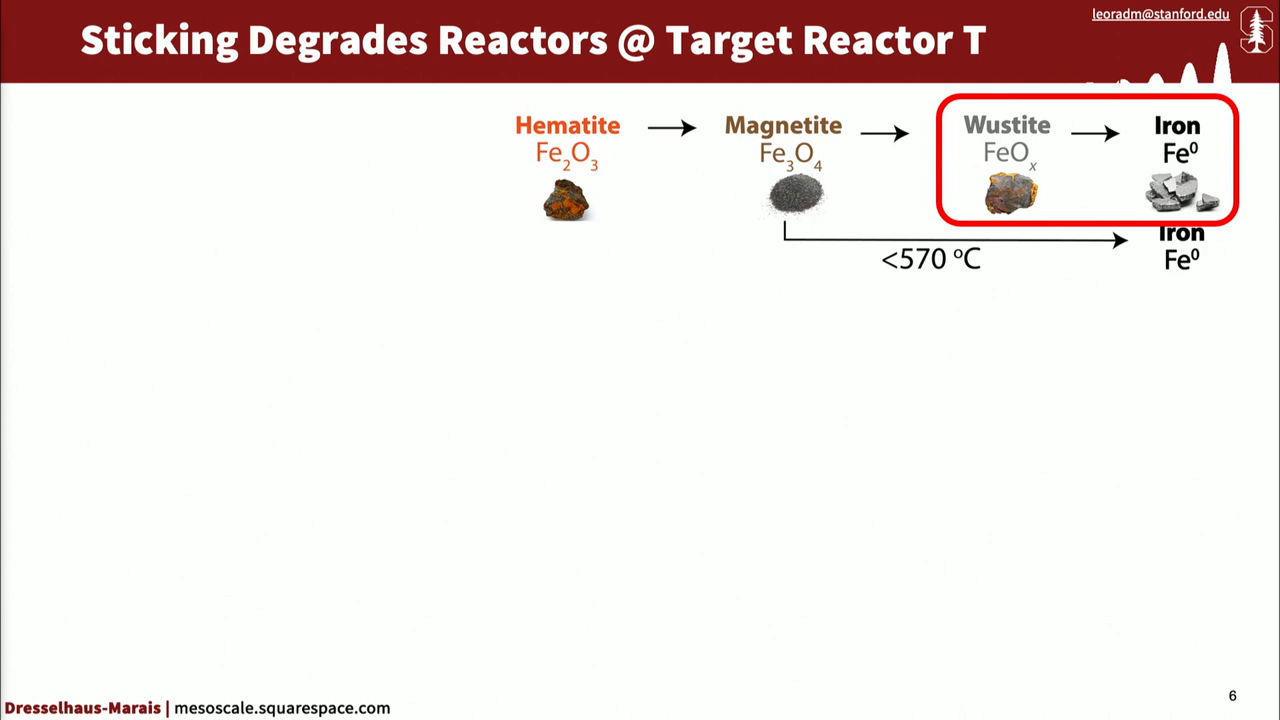 leoradm@stanford.edu
Sticking Degrades Reactors @ Target Reactor T
Hematite → Magnetite → Wustite → Iron
Fe₂O₃ Fe₃O₄ FeOₓ Fe⁰
Iron
<570 ºC Fe⁰
6
Dresselhaus-Marais | mesoscale.squarespace.com